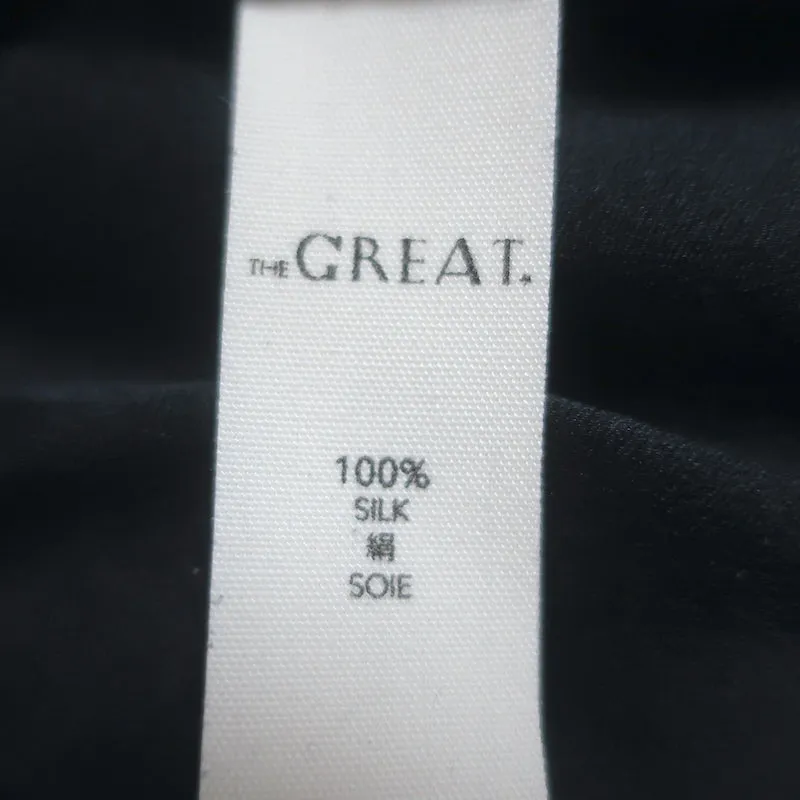 THE GREAT.
100%
SILK
絹
SOIE